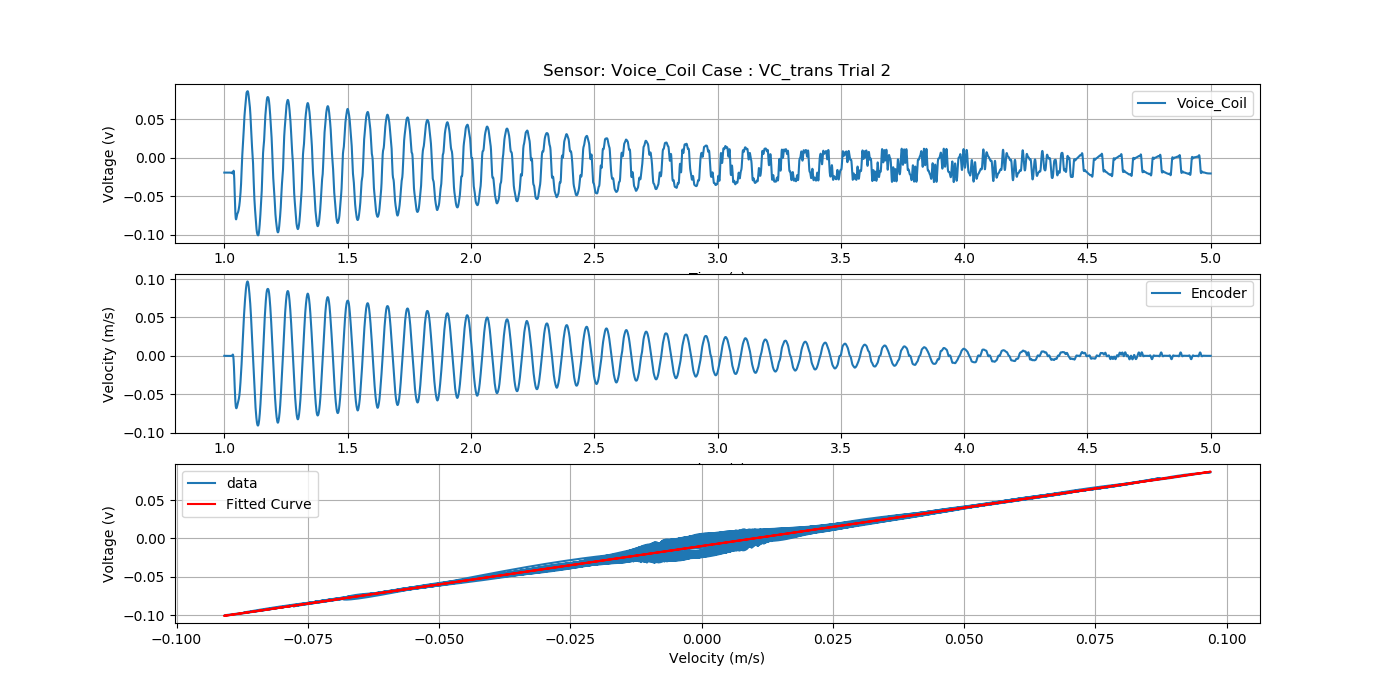 Sensor: Voice_Coil Case : VC_trans Trial 2
Voltage (v)
0.05
0.00
−0.05
−0.10
Voice_Coil
1.0 1.5 2.0 2.5 3.0 3.5 4.0 4.5 5.0
Velocity (m/s)
0.10
0.05
0.00
−0.05
−0.10
Encoder
1.0 1.5 2.0 2.5 3.0 3.5 4.0 4.5 5.0
Voltage (v)
0.05
0.00
−0.05
−0.10
data
Fitted Curve
−0.100 −0.075 −0.050 −0.025 0.000 0.025 0.050 0.075 0.100
Velocity (m/s)